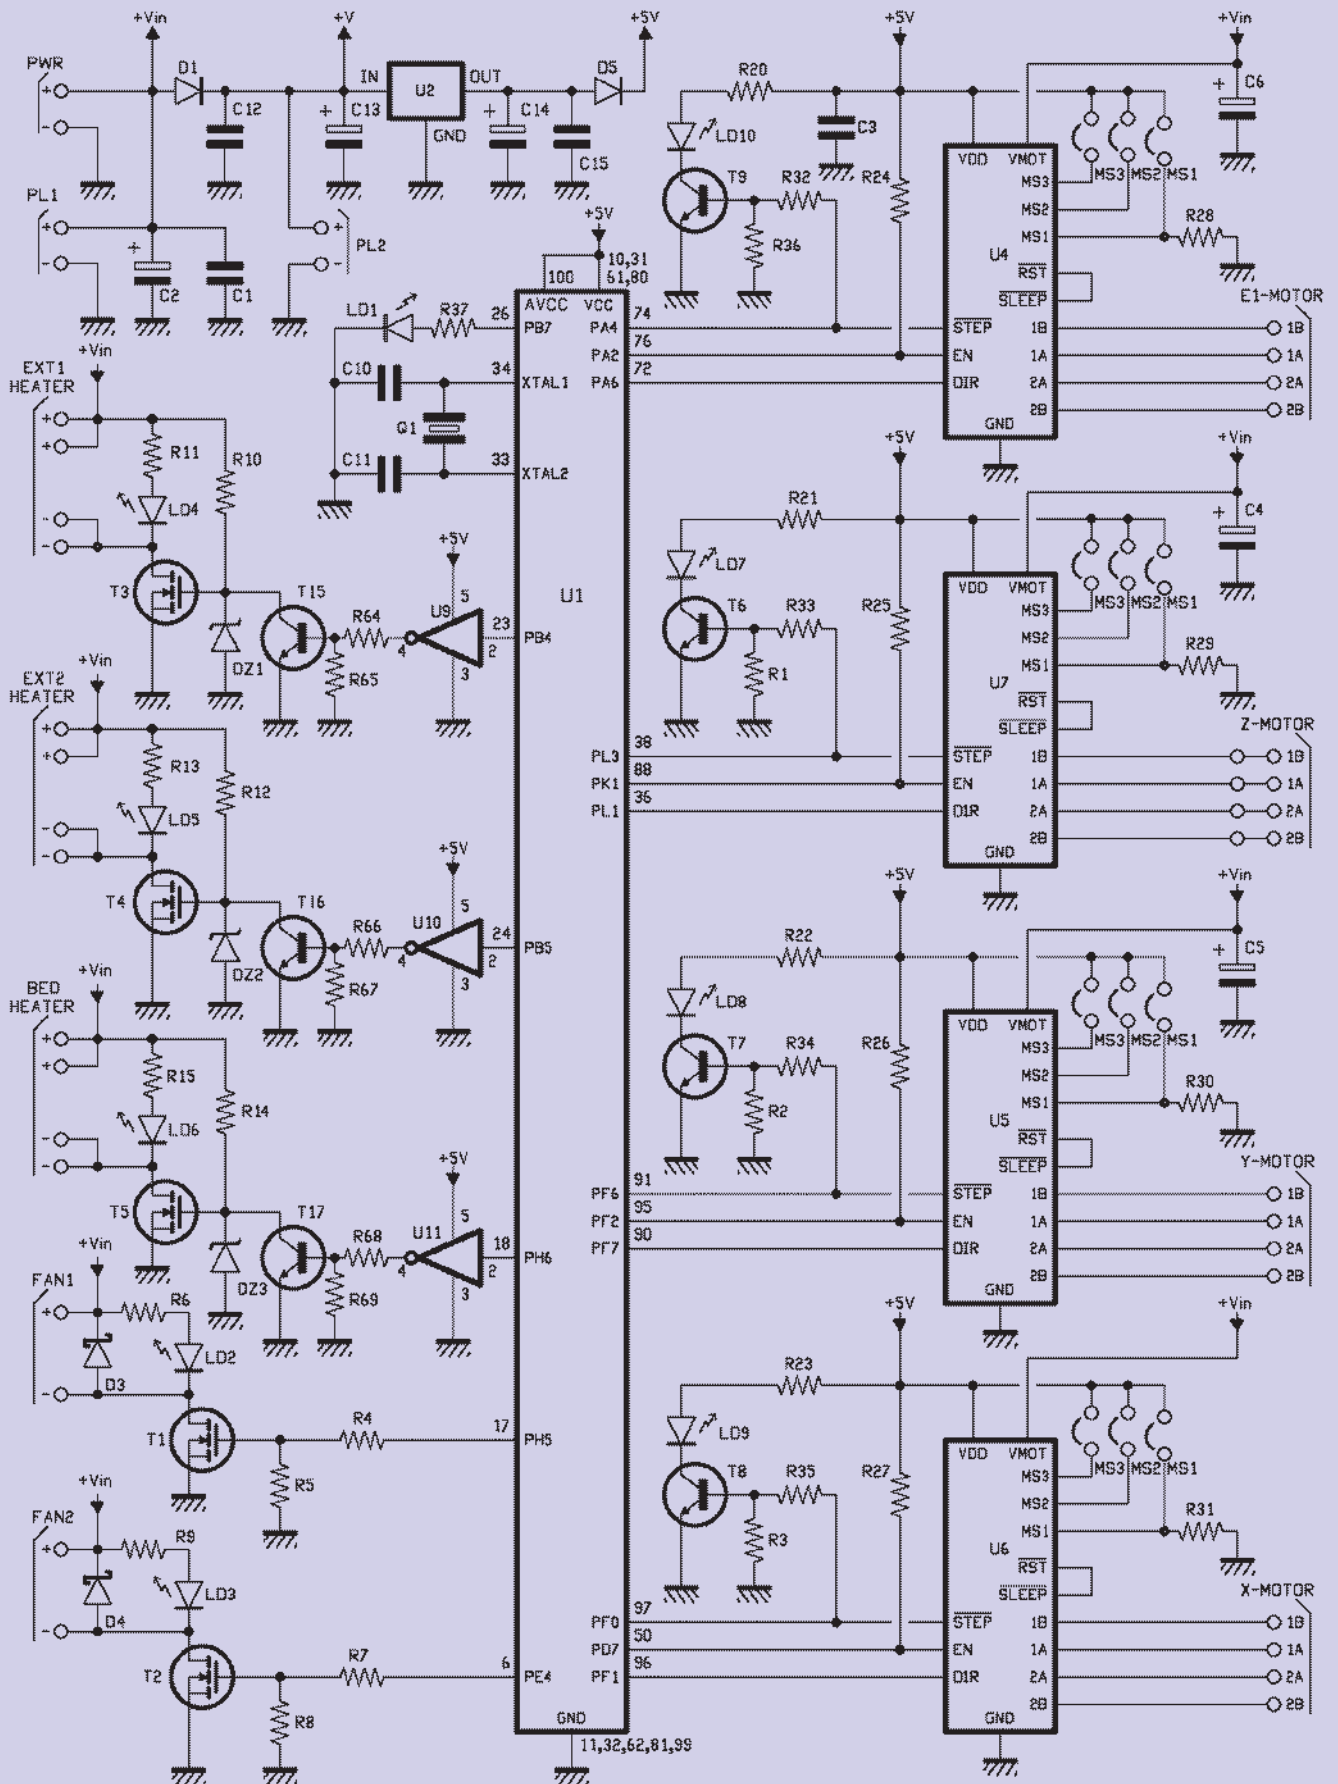 +Vin
+V
+5V
+5V
+Vin
PWR
+
-
D1
C12
+
C13
IN
U2
OUT
GND
+
C14
C15
D5
R20
LD10
C3
T9
R32
R36
R24
+
C6
VDD
VMOT
MS3
MS2
MS1
MS3
MS2
MS1
R28
U4
RST
SLEEP
STEP
EN
DIR
1B
1A
2A
2B
GND
E1-MOTOR
1B
1A
2A
2B
PL1
+
-
+
C2
C1
+
-
PL2
+5V
10,31
61,80
100
AVCC
VCC
LD1
R37
26
PB7
C10
34
XTAL1
Q1
C11
33
XTAL2
74
PA4
76
PA2
72
PA6
U1
EXT1
HEATER
+Vin
+
+
-
-
R11
R10
LD4
T3
DZ1
T15
R64
R65
+5V
U9
5
4
3
2
23
PB4
+5V
+Vin
R21
LD7
T6
R33
R1
R25
+
C4
VDD
VMOT
MS3
MS2
MS1
MS3
MS2
MS1
R29
U7
RST
SLEEP
STEP
EN
DIR
1B
1A
2A
2B
GND
Z-MOTOR
1B
1A
2A
2B
38
PL3
88
PK1
36
PL1
EXT2
HEATER
+Vin
+
+
-
-
R13
R12
LD5
T4
DZ2
T16
R66
R67
+5V
U10
5
4
3
2
24
PB5
+5V
+Vin
R22
LD8
T7
R34
R2
R26
+
C5
VDD
VMOT
MS3
MS2
MS1
MS3
MS2
MS1
R30
U5
RST
SLEEP
STEP
EN
DIR
1B
1A
2A
2B
GND
Y-MOTOR
1B
1A
2A
2B
91
PF6
95
PF2
90
PF7
BED
HEATER
+Vin
+
+
-
-
R15
R14
LD6
T5
DZ3
T17
R68
R69
+5V
U11
5
4
3
2
18
PH6
FAN1
+Vin
+
-
R6
D3
LD2
T1
R4
R5
17
PH5
+5V
+Vin
R23
LD9
T8
R35
R3
R27
VDD
VMOT
MS3
MS2
MS1
MS3
MS2
MS1
R31
U6
RST
SLEEP
STEP
EN
DIR
1B
1A
2A
2B
GND
X-MOTOR
1B
1A
2A
2B
97
PF0
50
PD7
96
PF1
FAN2
+Vin
+
-
R9
D4
LD3
T2
R7
R8
6
PE4
GND
11,32,62,81,99